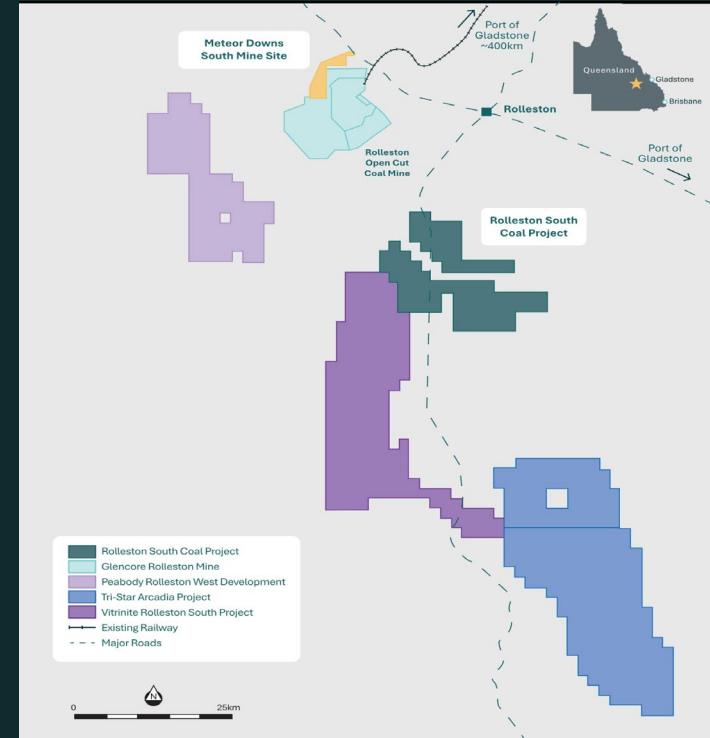 Meteor Downs
South Mine Site
Port of
Gladstone
~400km
Queensland
Gladstone
Brisbane
Rolleston
Rolleston
Open Cut
Coal Mine
Port of
Gladstone
Rolleston South
Coal Project
Rolleston South Coal Project
Glencore Rolleston Mine
Peabody Rolleston West Development
Tri-Star Arcadia Project
Vitrinite Rolleston South Project
Existing Railway
Major Roads
N
0 25km